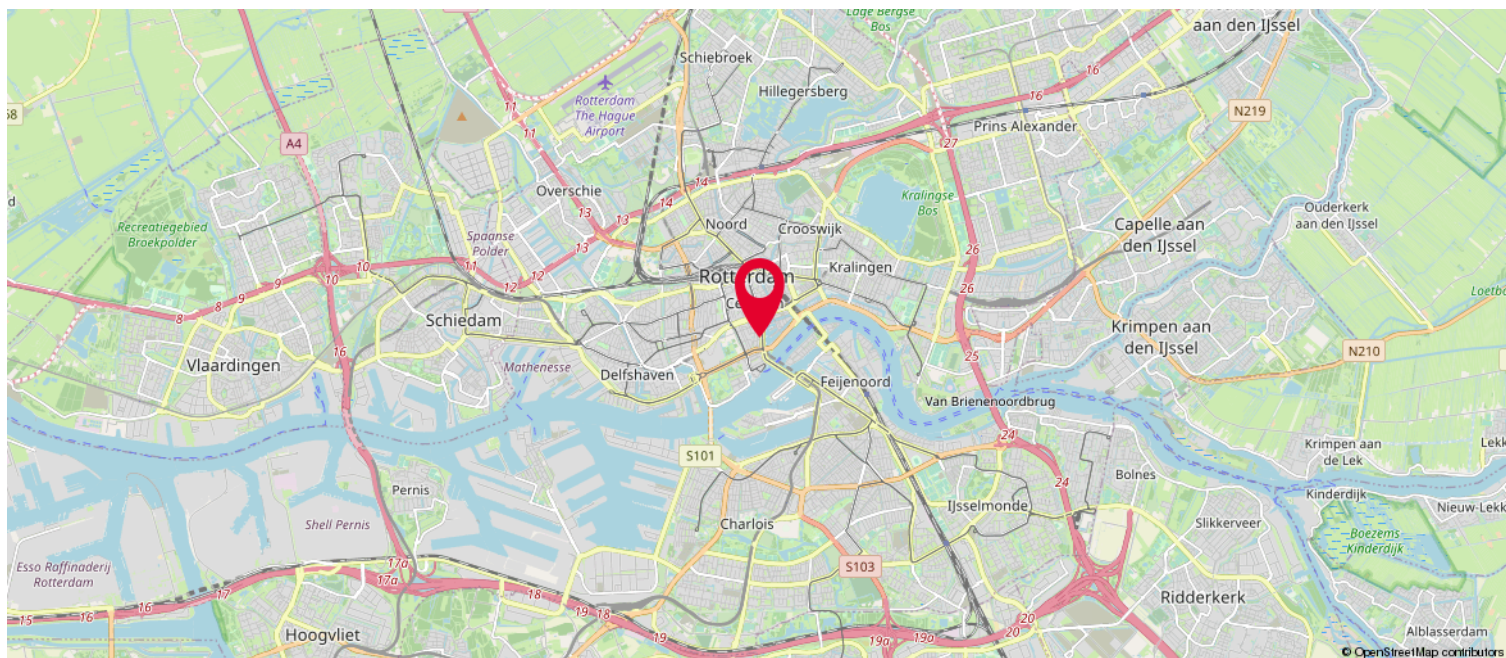 Lage Bergse
Bos
aan den IJssel
Schiebroek
16
Hillegersberg
11
Rotterdam
The Hague
Airport
N219
58
11
Prins Alexander
A4
27
14
Overschie
Kralingse
Bos
13
13
14
Noord
Crooswijk
Ouderkerk
aan den IJssel
Capelle aan
den IJssel
Recreatiegebied
Broekpolder
Spaanse
Polder
13
26
10
11
12
10
Kralingen
Rotterdam
9
9
8
8
26
Ce
Schiedam
Krimpen aan
den IJssel
16
25
N210
Vlaardingen
Mathenesse
Delfshaven
Feijenoord
Van Brienenoordbrug
24
Krimpen aan
de Lek
Lekk
S101
Bolnes
24
Pernis
Kinderdijk
IJsselmonde
Nieuw-Lekk
Shell Pernis
Charlois
Slikkerveer
Boezems
Kinderdijk
Esso Raffinaderij
Rotterdam
17a
17a
S103
18
17
16
16
15
19
18
Ridderkerk
Hoogvliet
19
19a
19a
20
20
Alblasserdam
© OpenStreetMap contributors